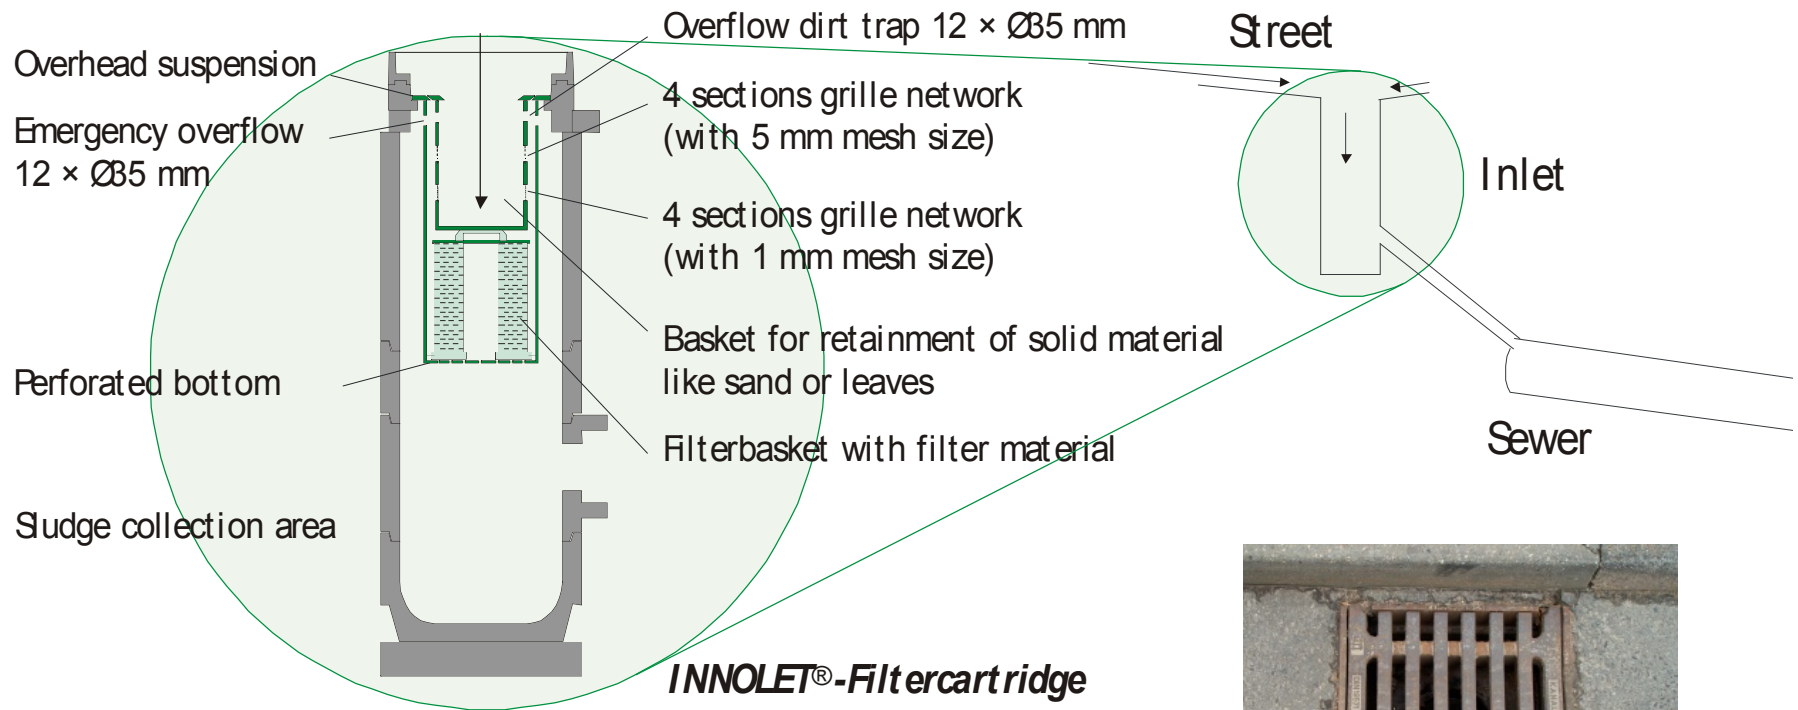 Overhead suspension
Emergency overflow
12 × Ø35 mm
Perforated bottom
Sludge collection area
Overflow dirt trap 12 × Ø35 mm
4 sections grille network
(with 5 mm mesh size)
4 sections grille network
(with 1 mm mesh size)
Basket for retainment of solid material
like sand or leaves
Filterbasket with filter material
INNOLET®-Filtercartridge
Street
Inlet
Sewer